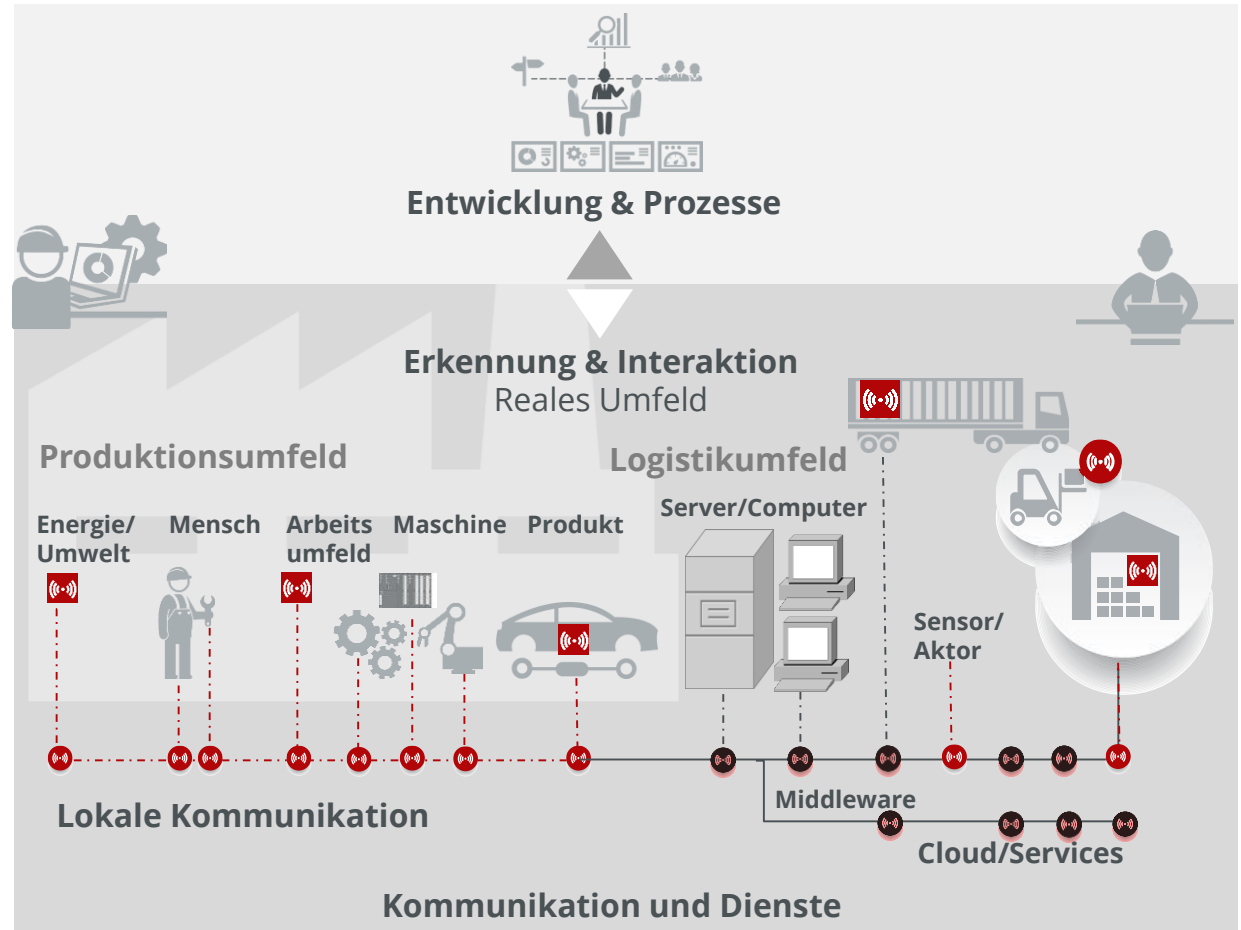 Entwicklung & Prozesse
Erkennung & Interaktion
Reales Umfeld
Produktionsumfeld
Logistikumfeld
Server/Computer
Energie/
Umwelt
Mensch
Arbeits
umfeld
Maschine
Produkt
Sensor/
Aktor
Middleware
Lokale Kommunikation
Cloud/Services
Kommunikation und Dienste